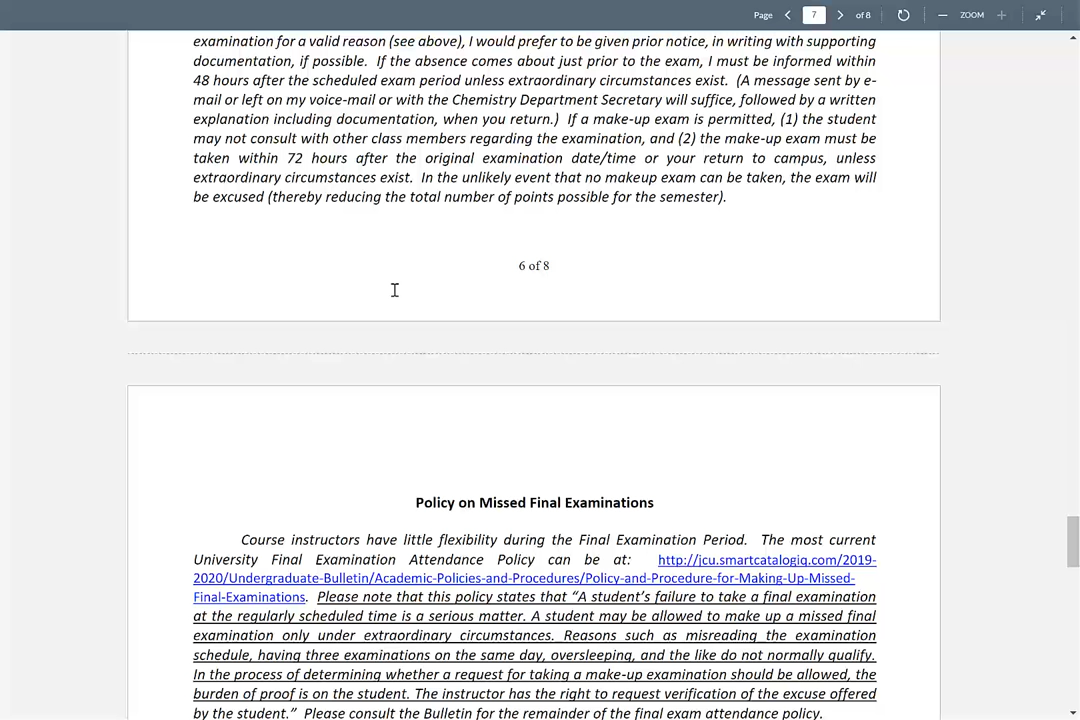 Page 7 of 8 ZOOM
examination for a valid reason (see above), I would prefer to be given prior notice, in writing with supporting
documentation, if possible.  If the absence comes about just prior to the exam, I must be informed within
48 hours after the scheduled exam period unless extraordinary circumstances exist.  (A message sent by e-
mail or left on my voice-mail or with the Chemistry Department Secretary will suffice, followed by a written
explanation including documentation, when you return.)  If a make-up exam is permitted, (1) the student
may not consult with other class members regarding the examination, and (2) the make-up exam must be
taken within 72 hours after the original examination date/time or your return to campus, unless
extraordinary circumstances exist.  In the unlikely event that no makeup exam can be taken, the exam will
be excused (thereby reducing the total number of points possible for the semester).
6 of 8
Policy on Missed Final Examinations
Course instructors have little flexibility during the Final Examination Period.  The most current
University Final Examination Attendance Policy can be at:  http://jcu.smartcatalogiq.com/2019-
2020/Undergraduate-Bulletin/Academic-Policies-and-Procedures/Policy-and-Procedure-for-Making-Up-Missed-
Final-Examinations.  Please note that this policy states that “A student’s failure to take a final examination
at the regularly scheduled time is a serious matter. A student may be allowed to make up a missed final
examination only under extraordinary circumstances. Reasons such as misreading the examination
schedule, having three examinations on the same day, oversleeping, and the like do not normally qualify.
In the process of determining whether a request for taking a make-up examination should be allowed, the
burden of proof is on the student. The instructor has the right to request verification of the excuse offered
by the student.”  Please consult the Bulletin for the remainder of the final exam attendance policy.